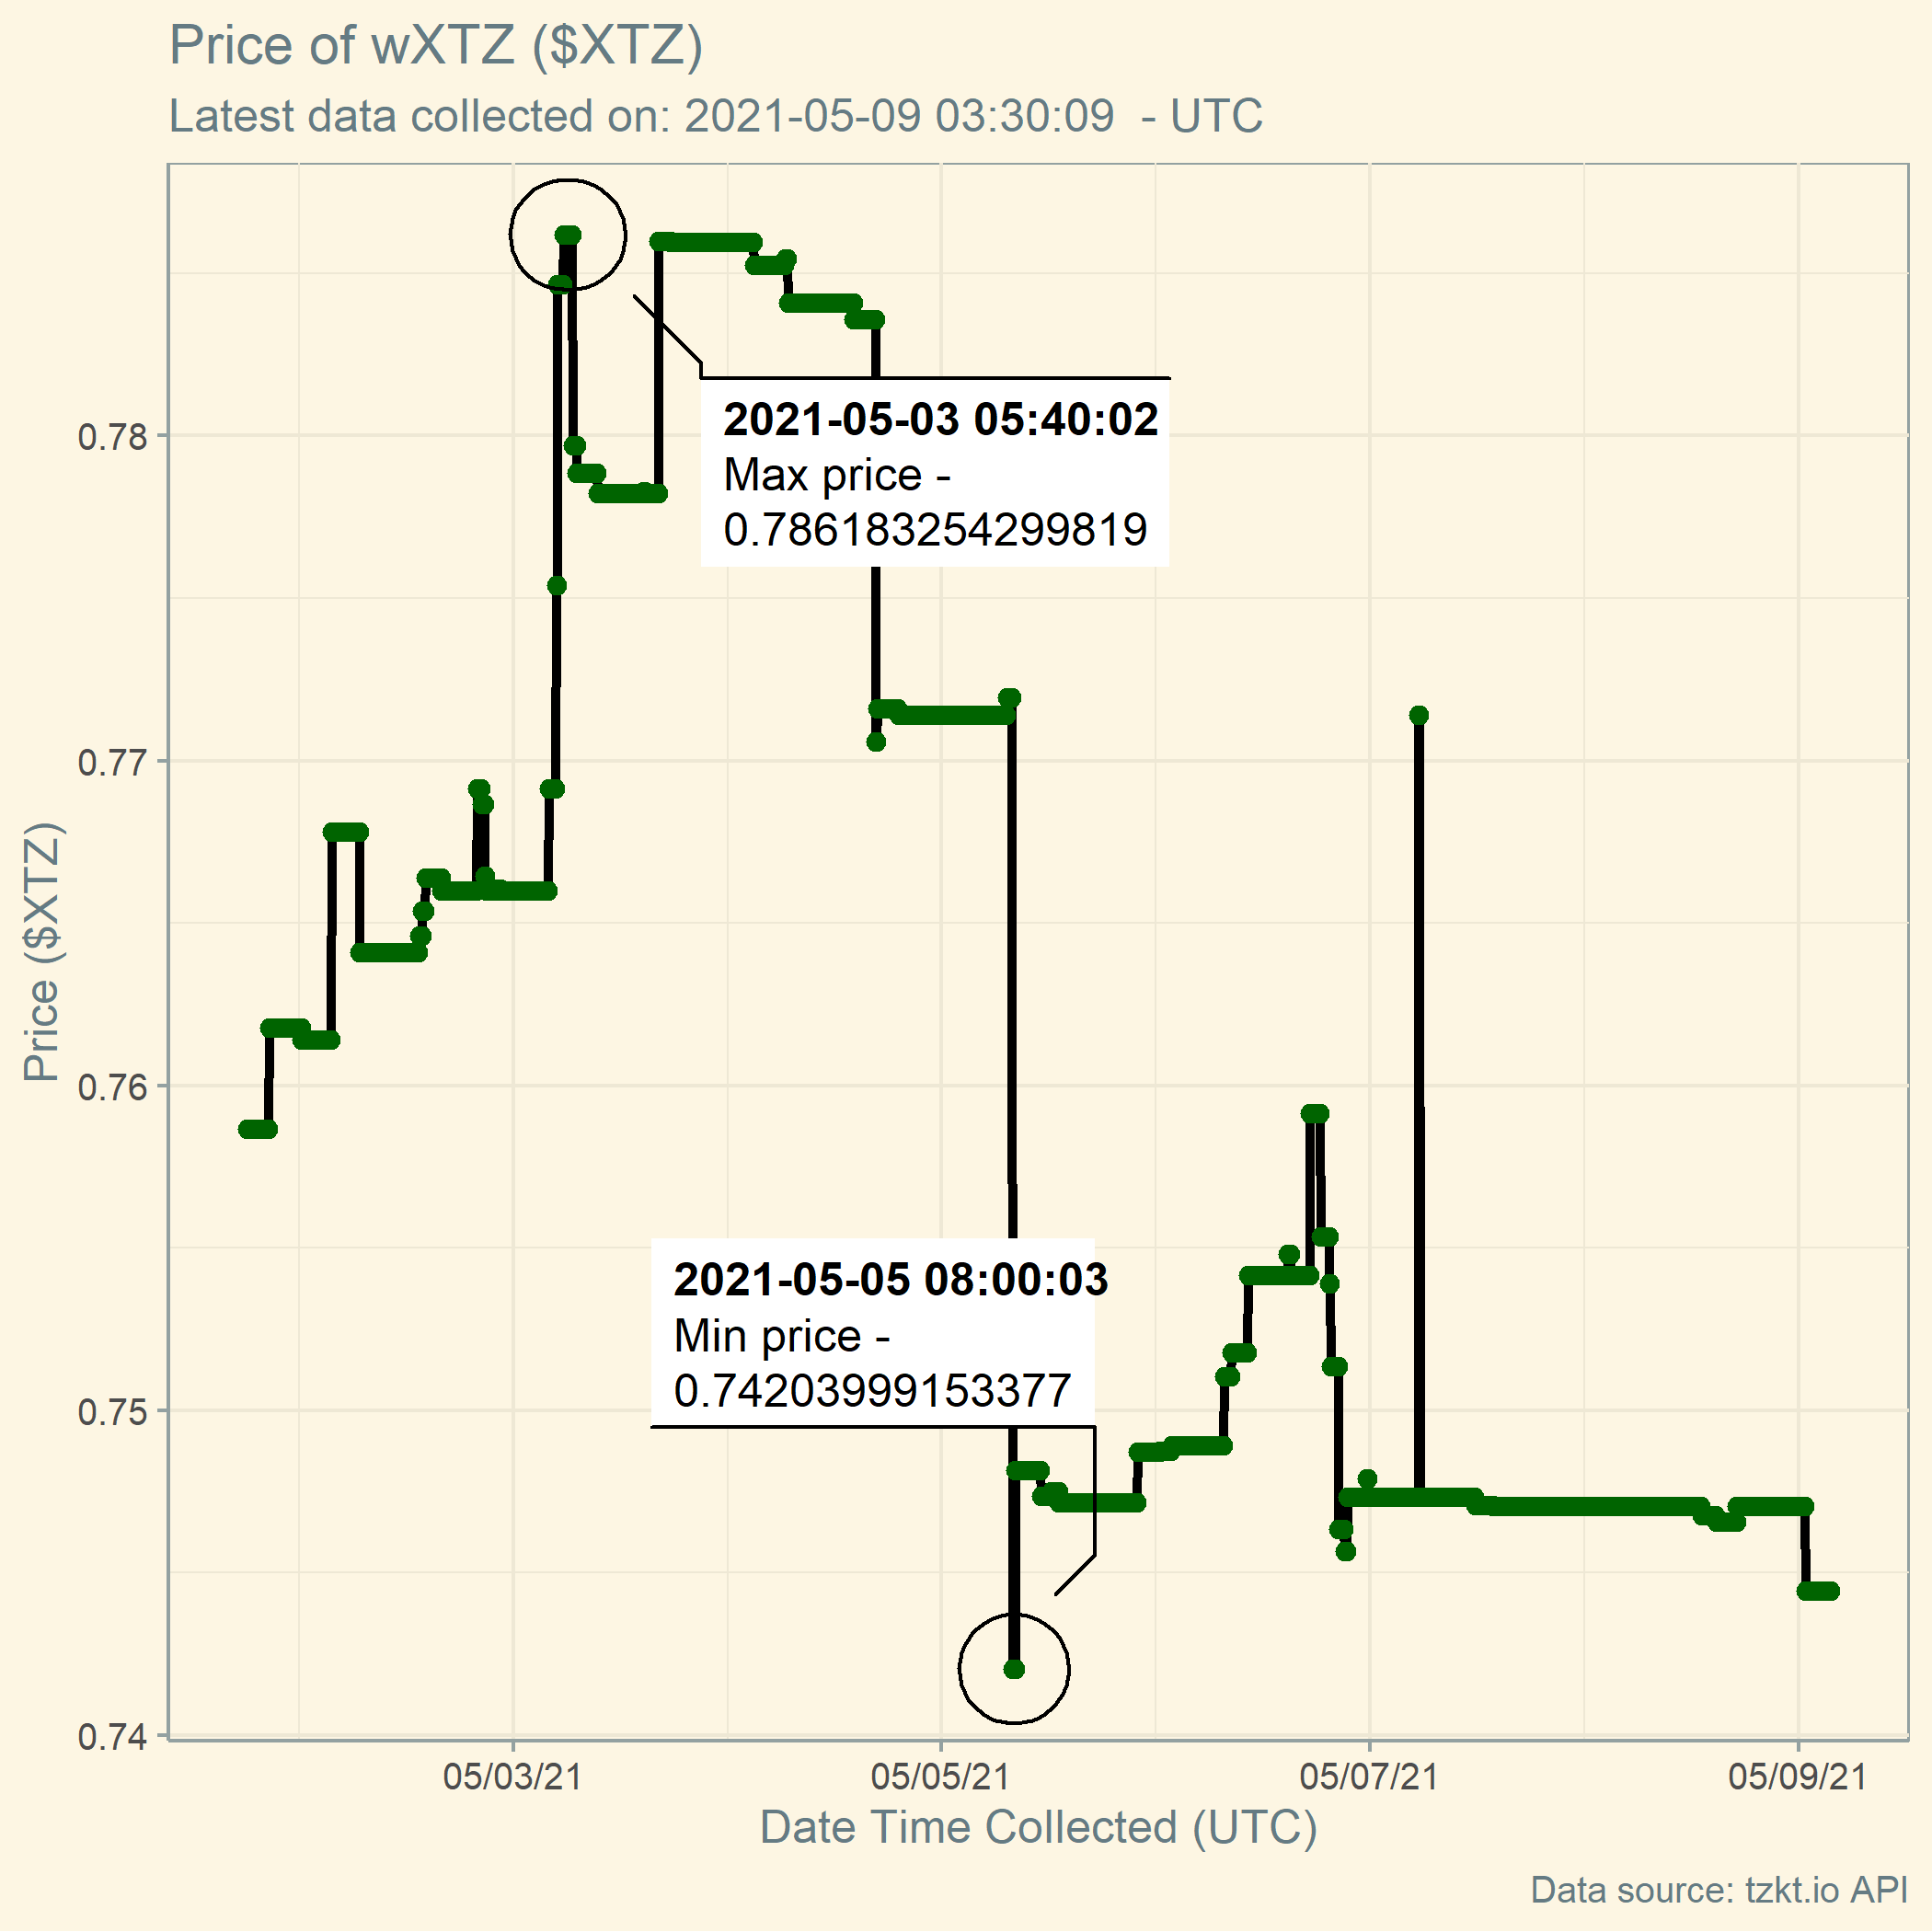 Price of wXTZ ($XTZ)
Latest data collected on: 2021-05-09 03:30:09  - UTC
2021-05-03 05:40:02
Max price -
0.786183254299819
2021-05-05 08:00:03
Min price -
0.74203999153377
Price ($XTZ)
0.78
0.77
0.76
0.75
0.74
05/03/21
05/05/21
05/07/21
05/09/21
Date Time Collected (UTC)
Data source: tzkt.io API